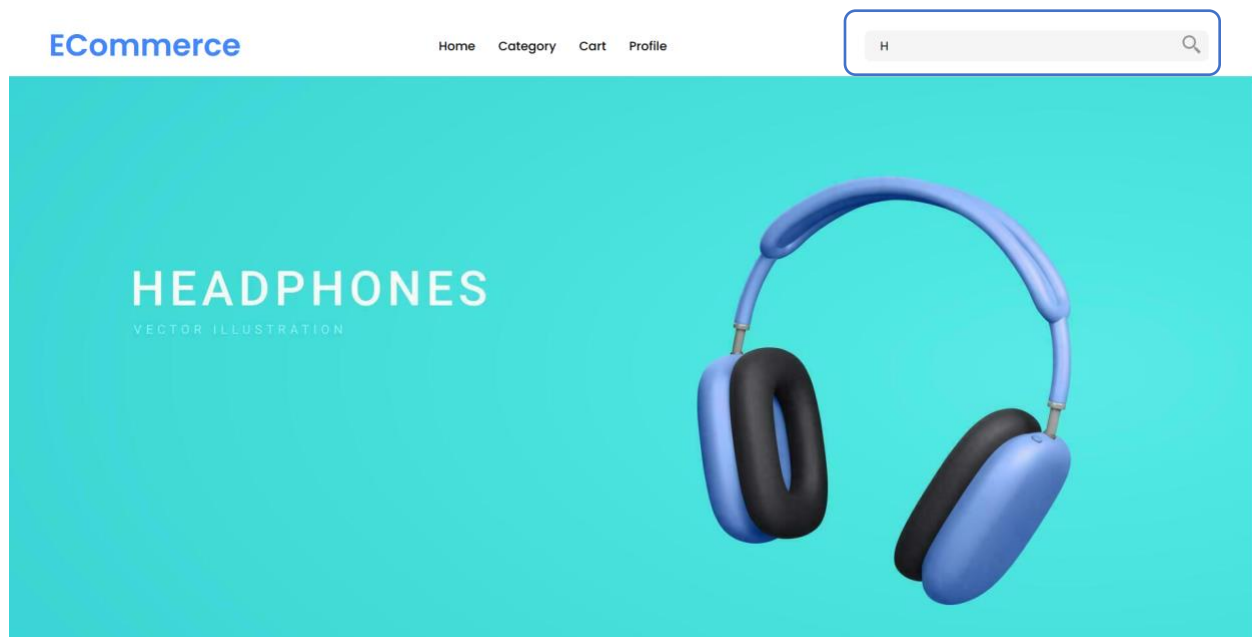 ECommerce
Home Category Cart Profile
H
HEADPHONES
VECTOR ILLUSTRATION